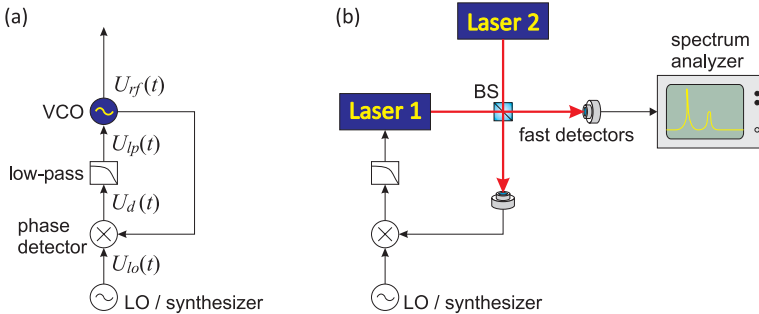 (a)
U_rf(t)
VCO
U_lp(t)
low-pass
U_d(t)
phase
detector
U_lo(t)
LO / synthesizer
(b)
Laser 2
spectrum
analyzer
BS
Laser 1
fast detectors
LO / synthesizer